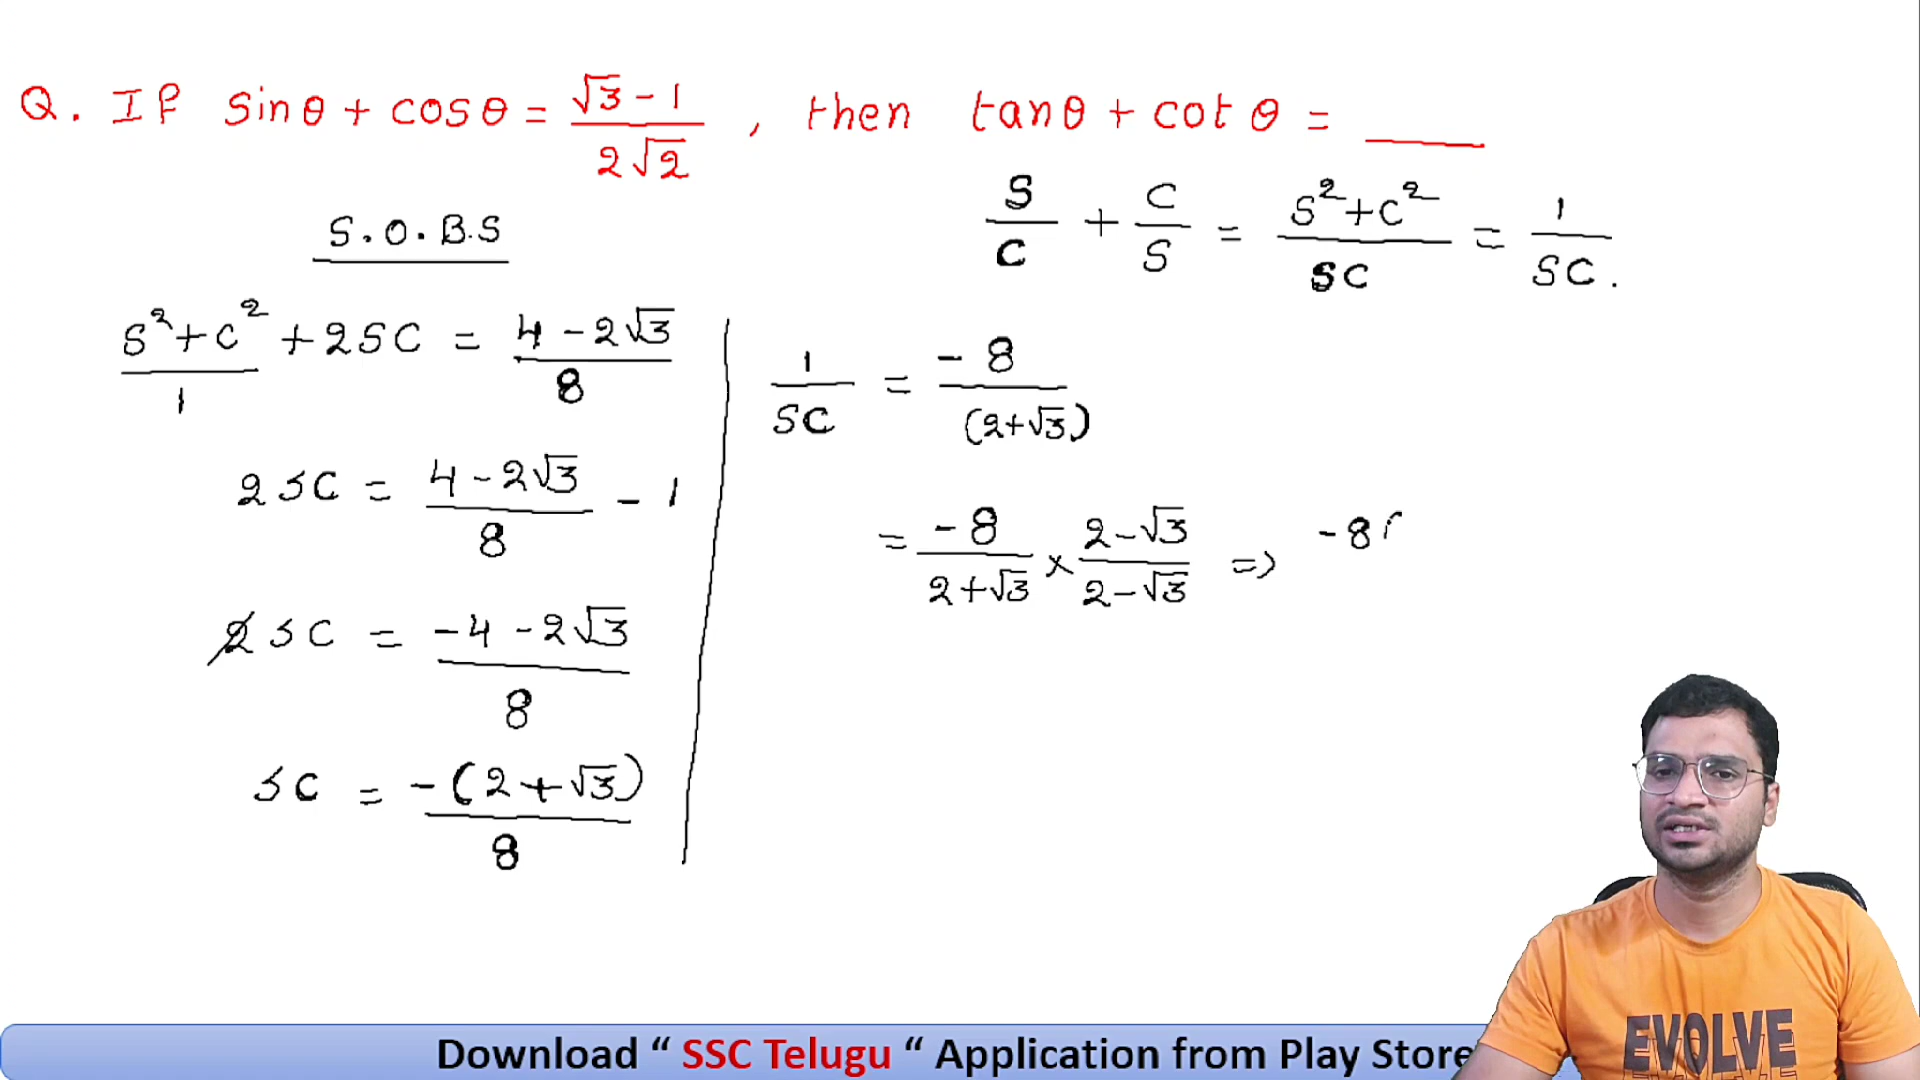 Q. If sinθ + cosθ = (√3 - 1)/(2√2) , then tanθ + cot θ = ____
S/C + C/S = (S²+C²)/SC = 1/SC.
S.O.B.S
(S²+C²)/1 + 2SC = (4 - 2√3)/8
2SC = (4 - 2√3)/8 - 1
2SC = (-4 - 2√3)/8
SC = -(2+√3)/8
1/SC = -8/(2+√3)
= -8/(2+√3) × (2-√3)/(2-√3) => -8(
Download “ SSC Telugu “ Application from Play Store
EVOLVE